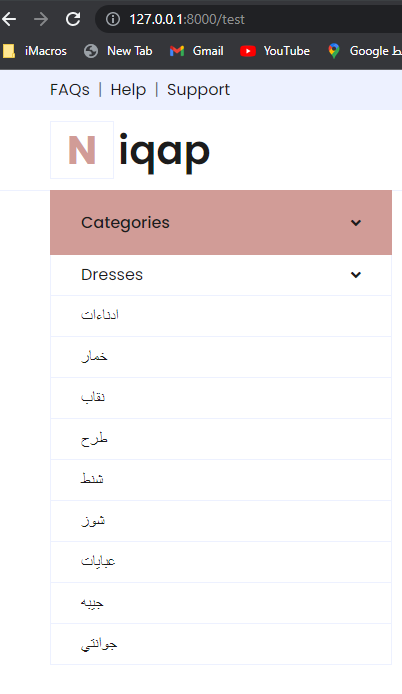 127.0.0.1:8000/test
iMacros New Tab Gmail YouTube Google ط
FAQs | Help | Support
N iqap
Categories
Dresses
ادناءات
خمار
نقاب
طرح
شنط
شوز
عبايات
جيبه
جوانتي